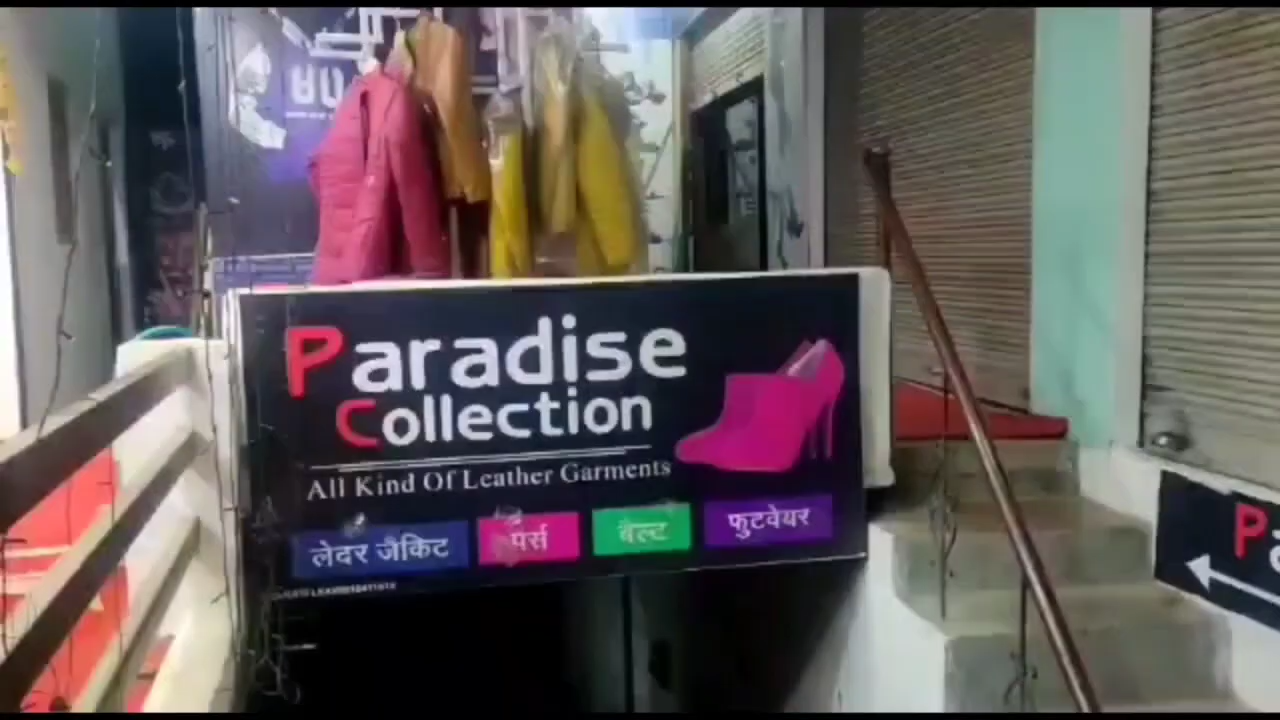 Paradise
Collection
All Kind Of Leather Garments
लेदर जैकिट
पर्स
बैल्ट
फुटवेयर